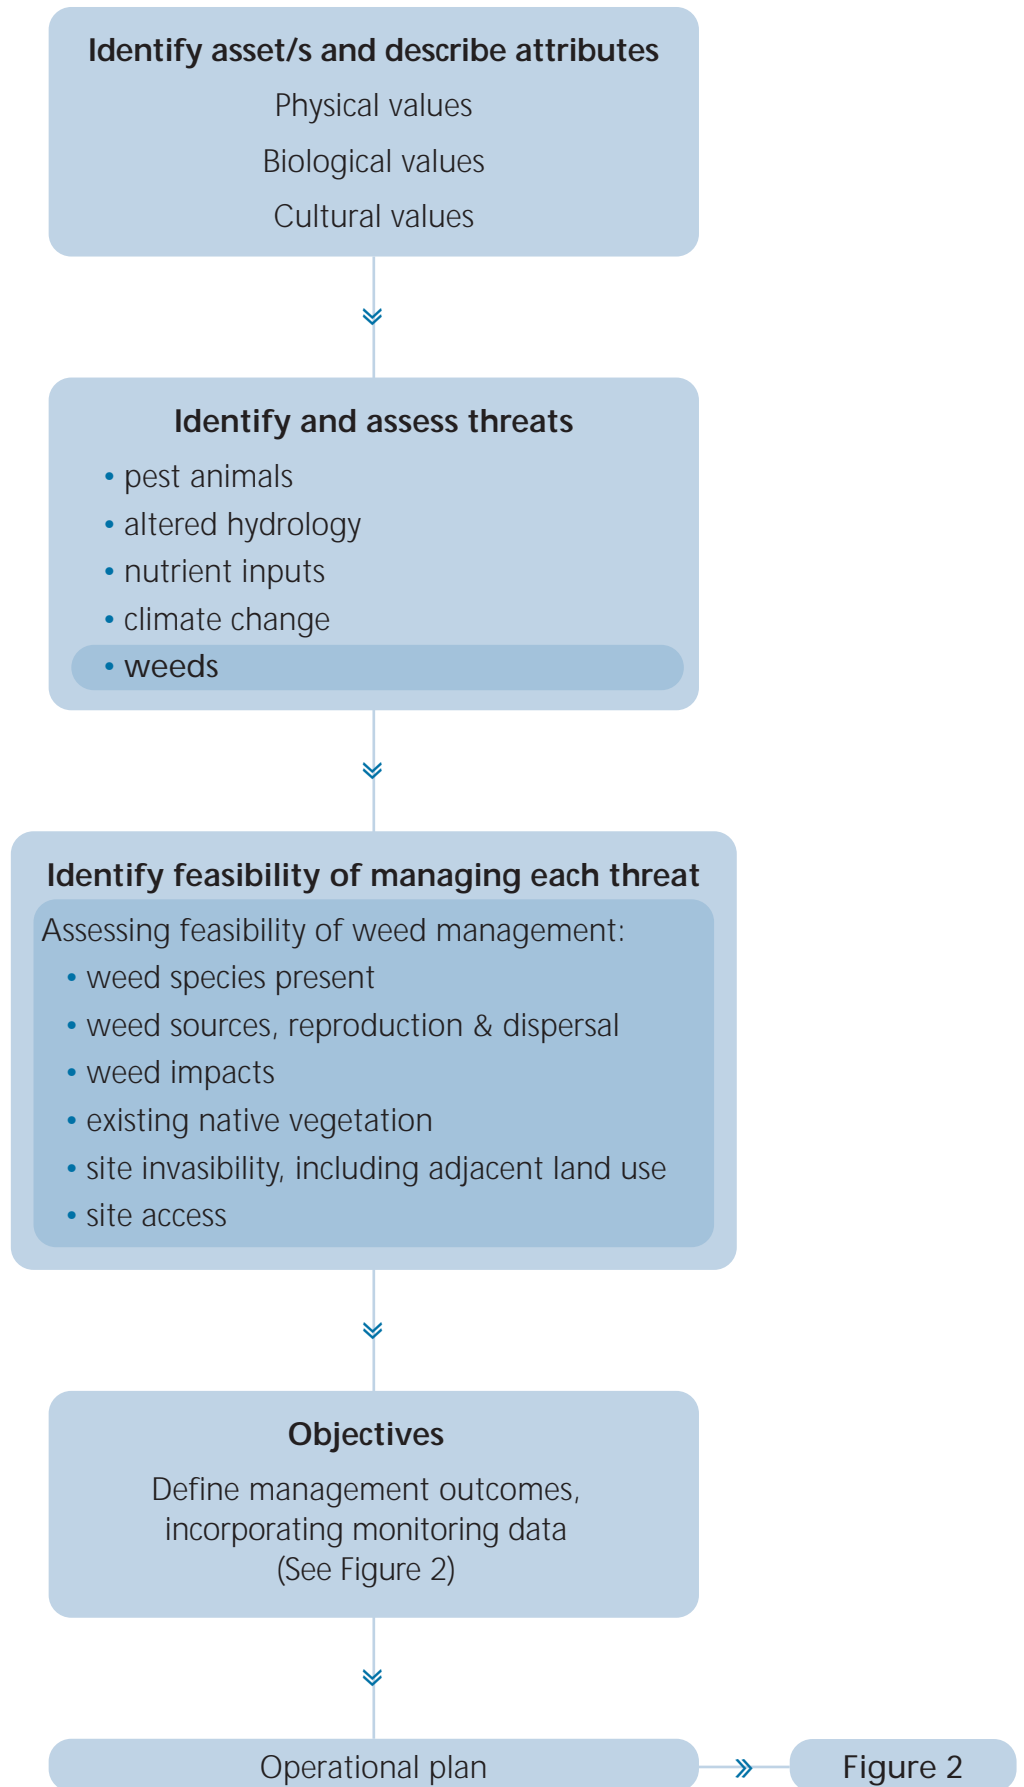 Identify asset/s and describe attributes
Physical values
Biological values
Cultural values
Identify and assess threats
• pest animals
• altered hydrology
• nutrient inputs
• climate change
• weeds
Identify feasibility of managing each threat
Assessing feasibility of weed management:
• weed species present
• weed sources, reproduction & dispersal
• weed impacts
• existing native vegetation
• site invasibility, including adjacent land use
• site access
Objectives
Define management outcomes,
incorporating monitoring data
(See Figure 2)
Operational plan
Figure 2